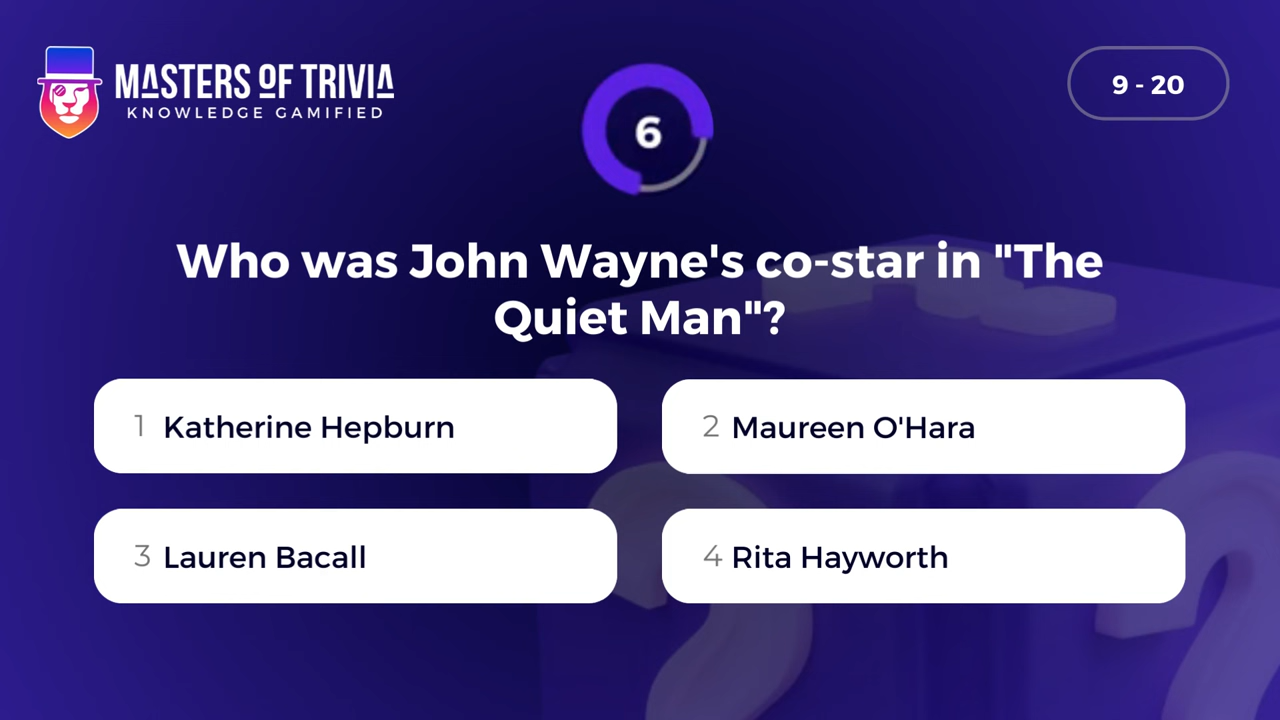 MASTERS OF TRIVIA
KNOWLEDGE GAMIFIED
6
9 - 20
Who was John Wayne's co-star in "The
Quiet Man"?
1 Katherine Hepburn
2 Maureen O'Hara
3 Lauren Bacall
4 Rita Hayworth